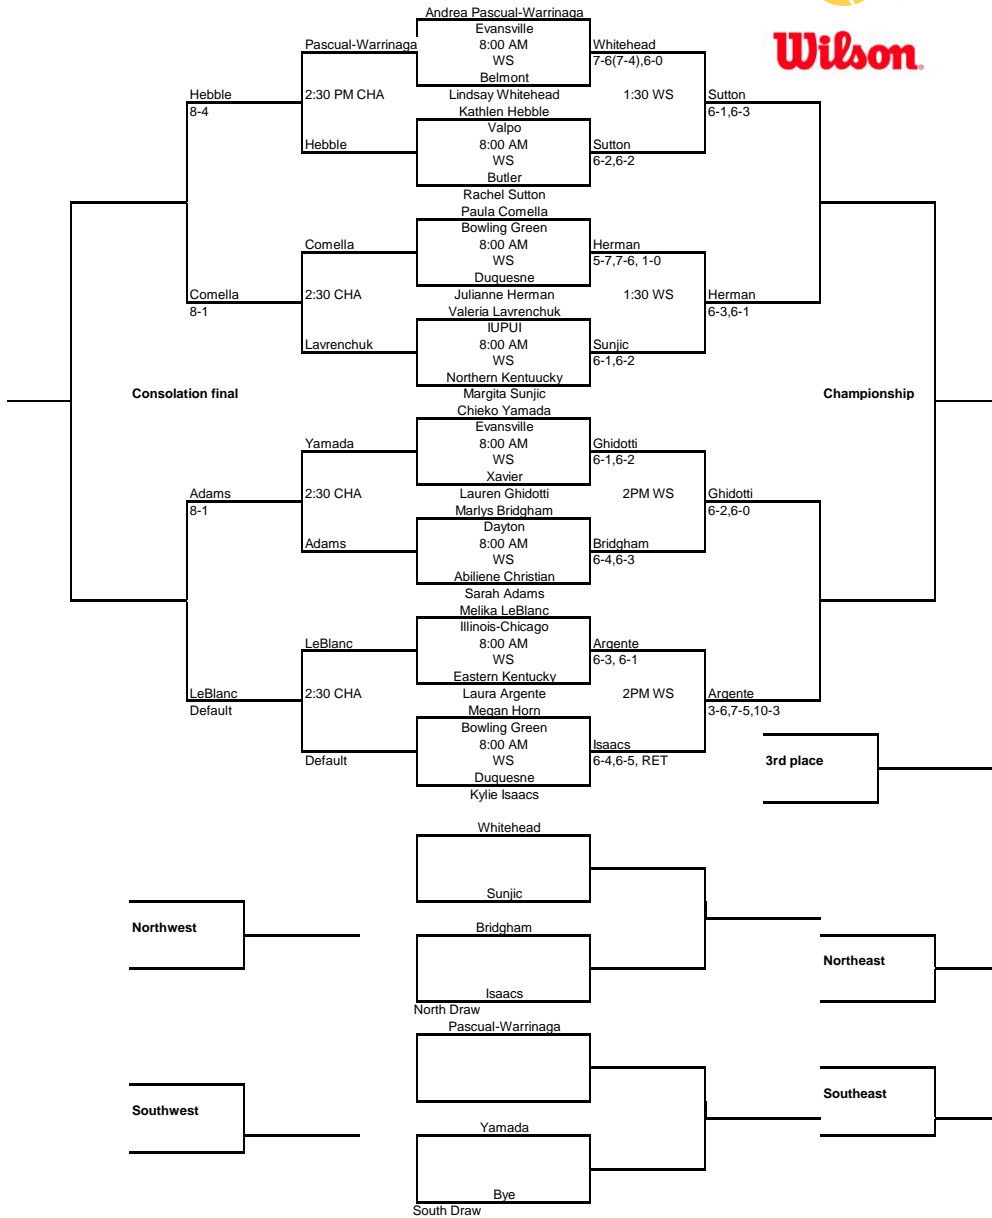 Andrea Pascual-Warrinaga
Evansville
Pascual-Warrinaga 8:00 AM Whitehead
WS 7-6(7-4),6-0
Belmont
Hebble 2:30 PM CHA Lindsay Whitehead 1:30 WS Sutton
8-4 Kathlen Hebble 6-1,6-3
Valpo
Hebble 8:00 AM Sutton
WS 6-2,6-2
Butler
Rachel Sutton
Paula Comella
Bowling Green
Comella 8:00 AM Herman
WS 5-7,7-6, 1-0
Duquesne
Comella 2:30 CHA Julianne Herman 1:30 WS Herman
8-1 Valeria Lavrenchuk 6-3,6-1
IUPUI
Lavrenchuk 8:00 AM Sunjic
WS 6-1,6-2
Northern Kentuucky
Consolation final Margita Sunjic Championship
Chieko Yamada
Evansville
Yamada 8:00 AM Ghidotti
WS 6-1,6-2
Xavier
Adams 2:30 CHA Lauren Ghidotti 2PM WS Ghidotti
8-1 Marlys Bridgham 6-2,6-0
Dayton
Adams 8:00 AM Bridgham
WS 6-4,6-3
Abiliene Christian
Sarah Adams
Melika LeBlanc
Illinois-Chicago
LeBlanc 8:00 AM Argente
WS 6-3, 6-1
Eastern Kentucky
LeBlanc 2:30 CHA Laura Argente 2PM WS Argente
Default Megan Horn 3-6,7-5,10-3
Bowling Green
8:00 AM Isaacs
Default WS 6-4,6-5, RET 3rd place
Duquesne
Kylie Isaacs
Whitehead
Sunjic
Northwest Bridgham
Northeast
Isaacs
North Draw
Pascual-Warrinaga
Southeast
Southwest
Yamada
Bye
South Draw
Wilson.